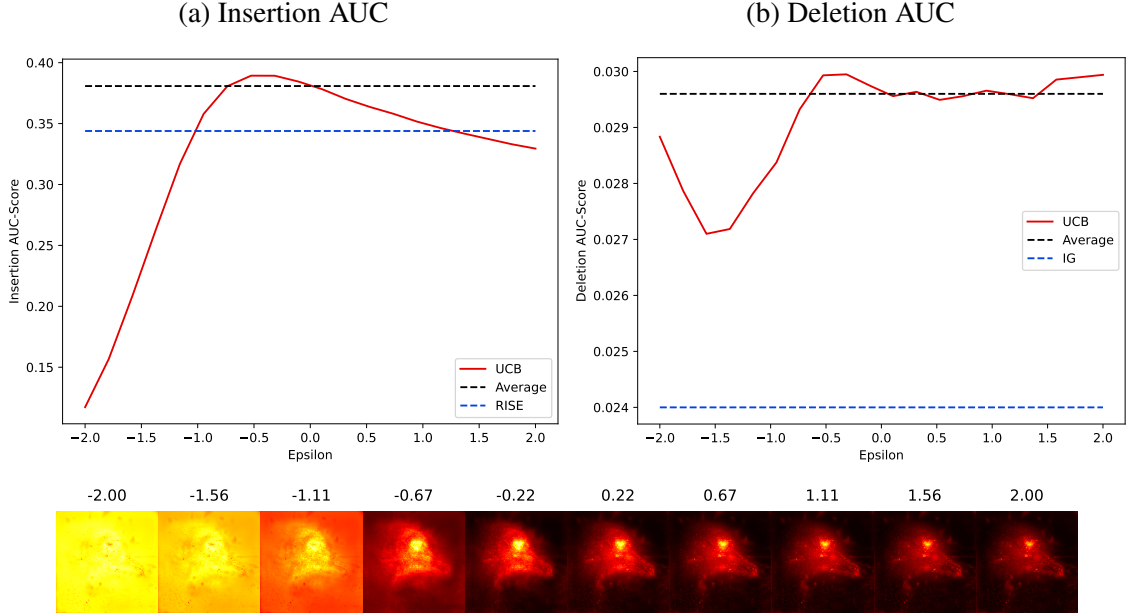 (a) Insertion AUC
(b) Deletion AUC
0.40
0.35
0.30
0.25
0.20
0.15
Insertion AUC-Score
UCB
Average
RISE
−2.0 −1.5 −1.0 −0.5 0.0 0.5 1.0 1.5 2.0
Epsilon
0.030
0.029
0.028
0.027
0.026
0.025
0.024
Deletion AUC-Score
UCB
Average
IG
−2.0 −1.5 −1.0 −0.5 0.0 0.5 1.0 1.5 2.0
Epsilon
-2.00 -1.56 -1.11 -0.67 -0.22 0.22 0.67 1.11 1.56 2.00